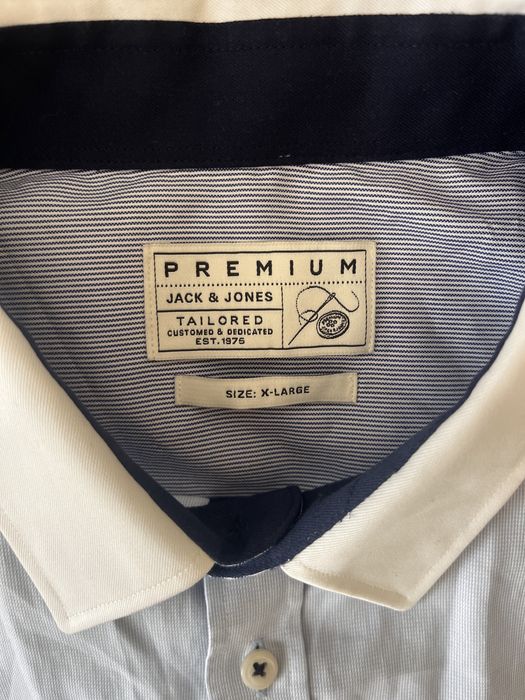 PREMIUM
JACK & JONES
TAILORED
CUSTOMED & DEDICATED
EST. 1975
SIZE: X-LARGE